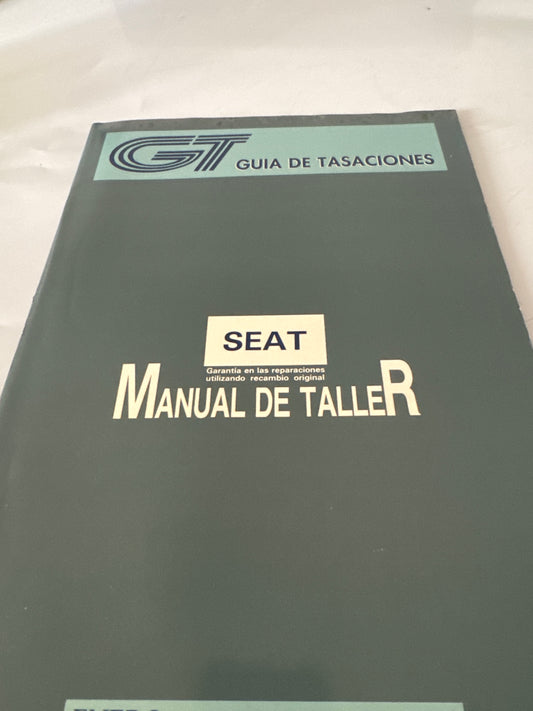 GT GUIA DE TASACIONES
SEAT
Garantía en las reparaciones
utilizando recambio original
MANUAL DE TALLER